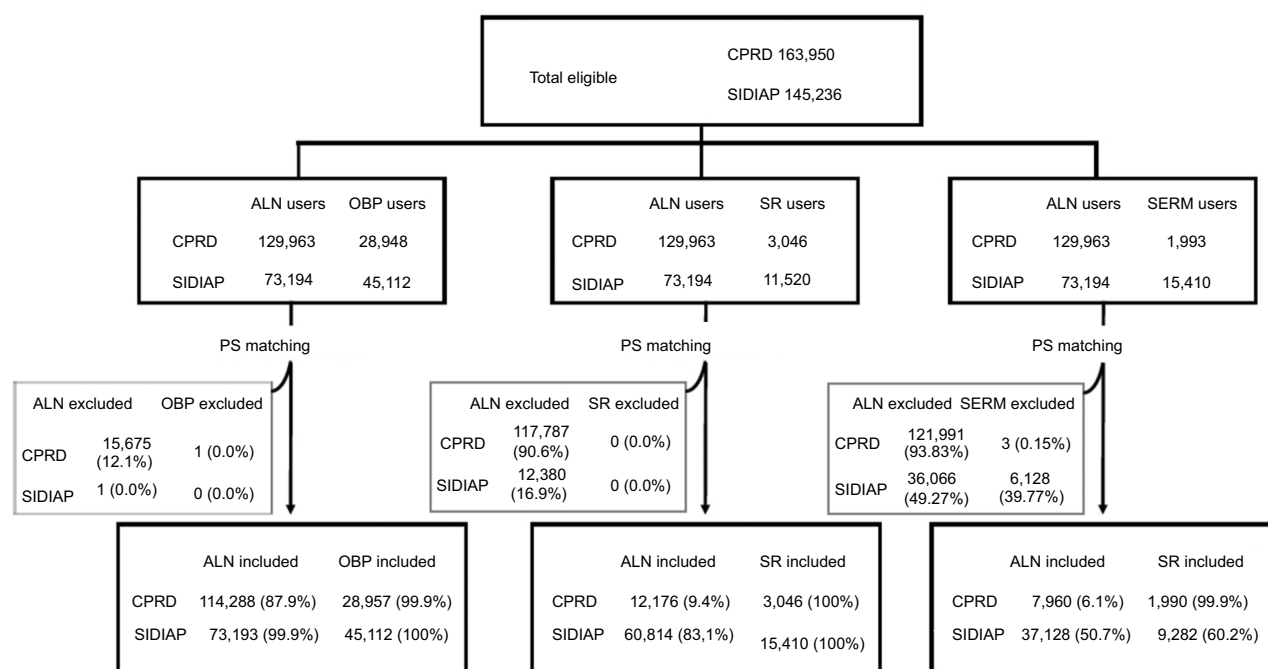 Total eligible
CPRD 163,950
SIDIAP 145,236
ALN users OBP users
CPRD 129,963 28,948
SIDIAP 73,194 45,112
ALN users SR users
CPRD 129,963 3,046
SIDIAP 73,194 11,520
ALN users SERM users
CPRD 129,963 1,993
SIDIAP 73,194 15,410
PS matching
PS matching
PS matching
ALN excluded OBP excluded
CPRD 15,675 (12.1%) 1 (0.0%)
SIDIAP 1 (0.0%) 0 (0.0%)
ALN excluded SR excluded
CPRD 117,787 (90.6%) 0 (0.0%)
SIDIAP 12,380 (16.9%) 0 (0.0%)
ALN excluded SERM excluded
CPRD 121,991 (93.83%) 3 (0.15%)
SIDIAP 36,066 (49.27%) 6,128 (39.77%)
ALN included OBP included
CPRD 114,288 (87.9%) 28,957 (99.9%)
SIDIAP 73,193 (99.9%) 45,112 (100%)
ALN included SR included
CPRD 12,176 (9.4%) 3,046 (100%)
SIDIAP 60,814 (83,1%) 15,410 (100%)
ALN included SR included
CPRD 7,960 (6.1%) 1,990 (99.9%)
SIDIAP 37,128 (50.7%) 9,282 (60.2%)